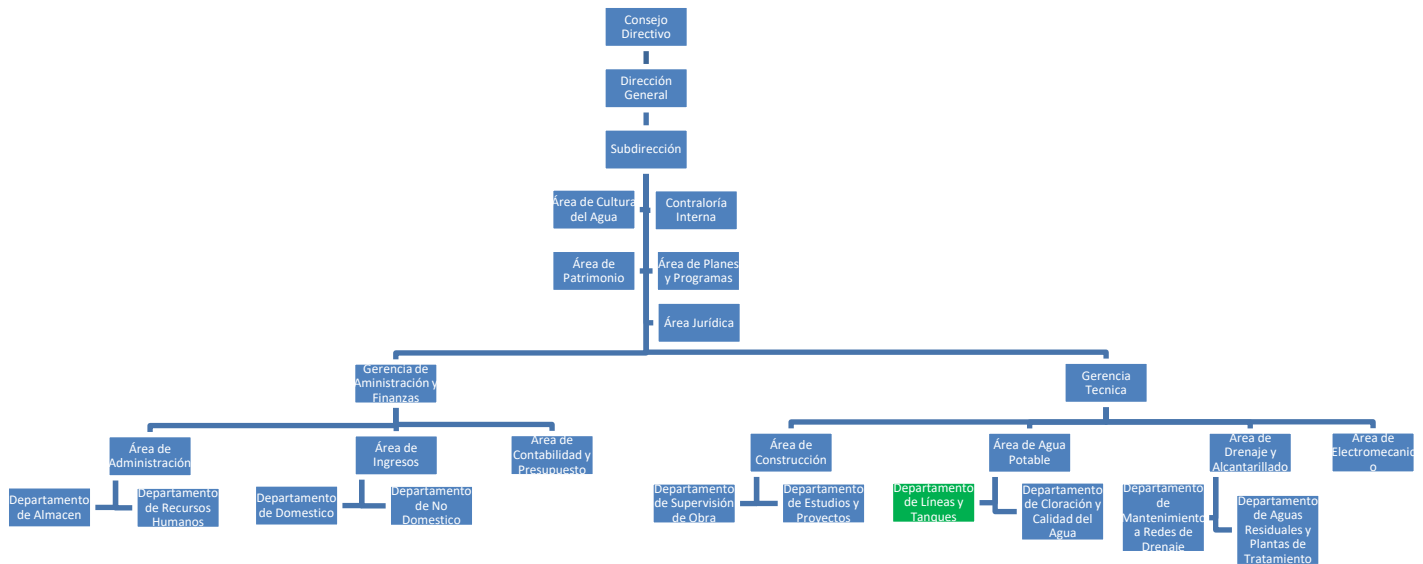 Consejo
Directivo
Dirección
General
Subdirección
Área de Cultura
del Agua
Contraloría
Interna
Área de
Patrimonio
Área de Planes
y Programas
Área Jurídica
Gerencia de
Aministración y
Finanzas
Gerencia
Tecnica
Área de
Administración
Área de
Ingresos
Área de
Contabilidad y
Presupuesto
Área de
Construcción
Área de Agua
Potable
Área de
Drenaje y
Alcantarillado
Área de
Electromecanic
o
Departamento
de Almacen
Departamento
de Recursos
Humanos
Departamento
de Domestico
Departamento
de No
Domestico
Departamento
de Supervisión
de Obra
Departamento
de Estudios y
Proyectos
Departamento
de Líneas y
Tanques
Departamento
de Cloración y
Calidad del
Agua
Departamento
de
Mantenimiento
a Redes de
Drenaje
Departamento
de Aguas
Residuales y
Plantas de
Tratamiento